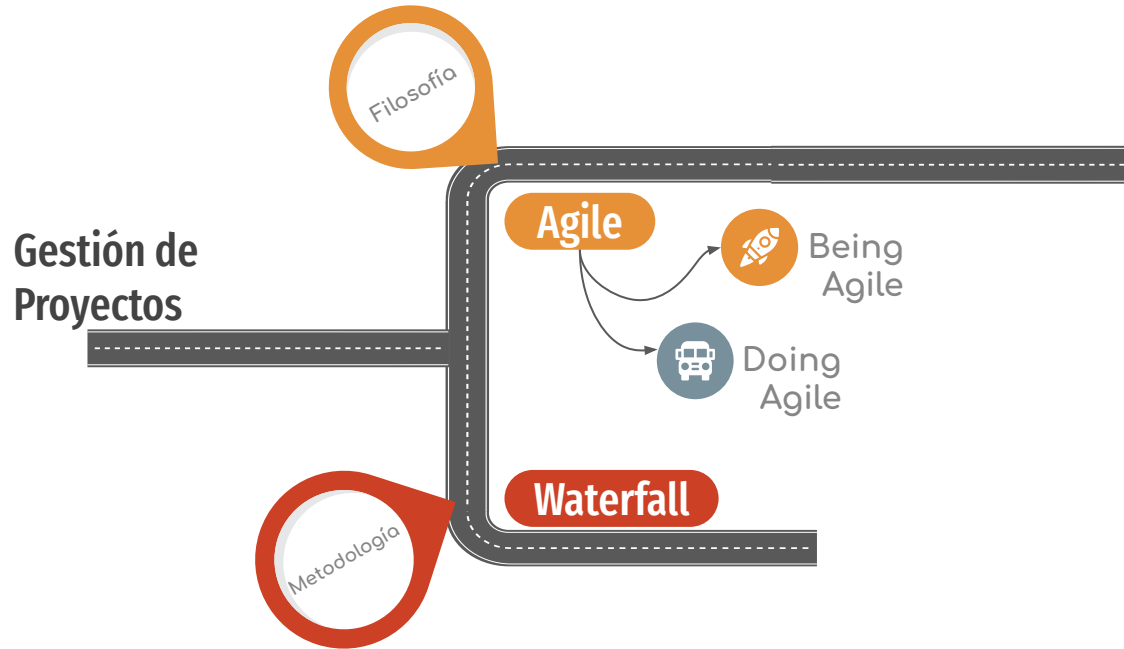 Filosofía
Gestión de
Proyectos
Agile
Being
Agile
Doing
Agile
Waterfall
Metodología